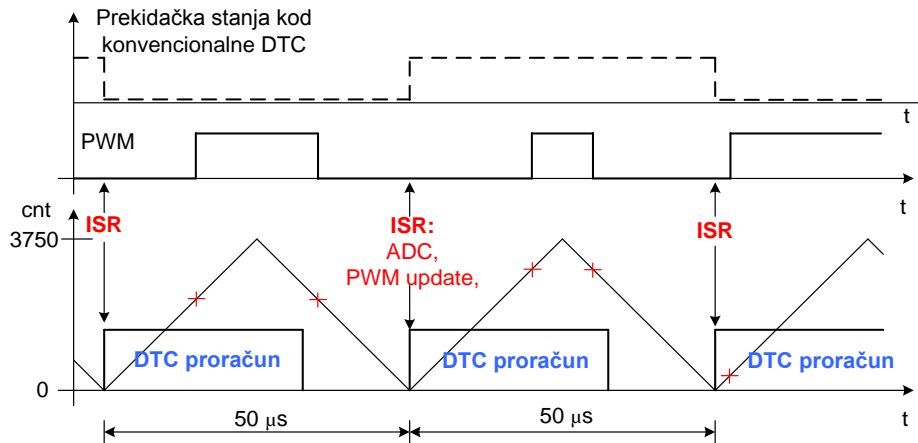 Prekidačka stanja kod
konvencionalne DTC
t
PWM
t
cnt
3750
ISR
ISR:
ADC,
PWM update,
ISR
DTC proračun
DTC proračun
DTC proračun
0
t
50 μs
50 μs